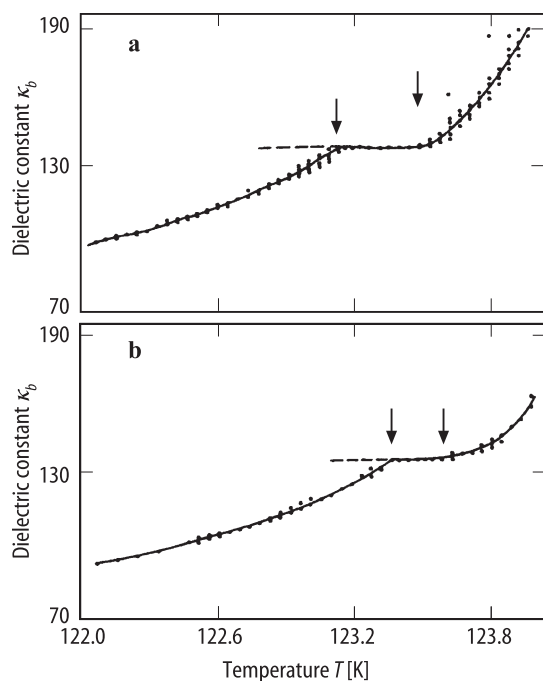 190
a
Dielectric constant κb
130
70
190
b
Dielectric constant κb
130
70
122.0 122.6 123.2 123.8
Temperature T [K]